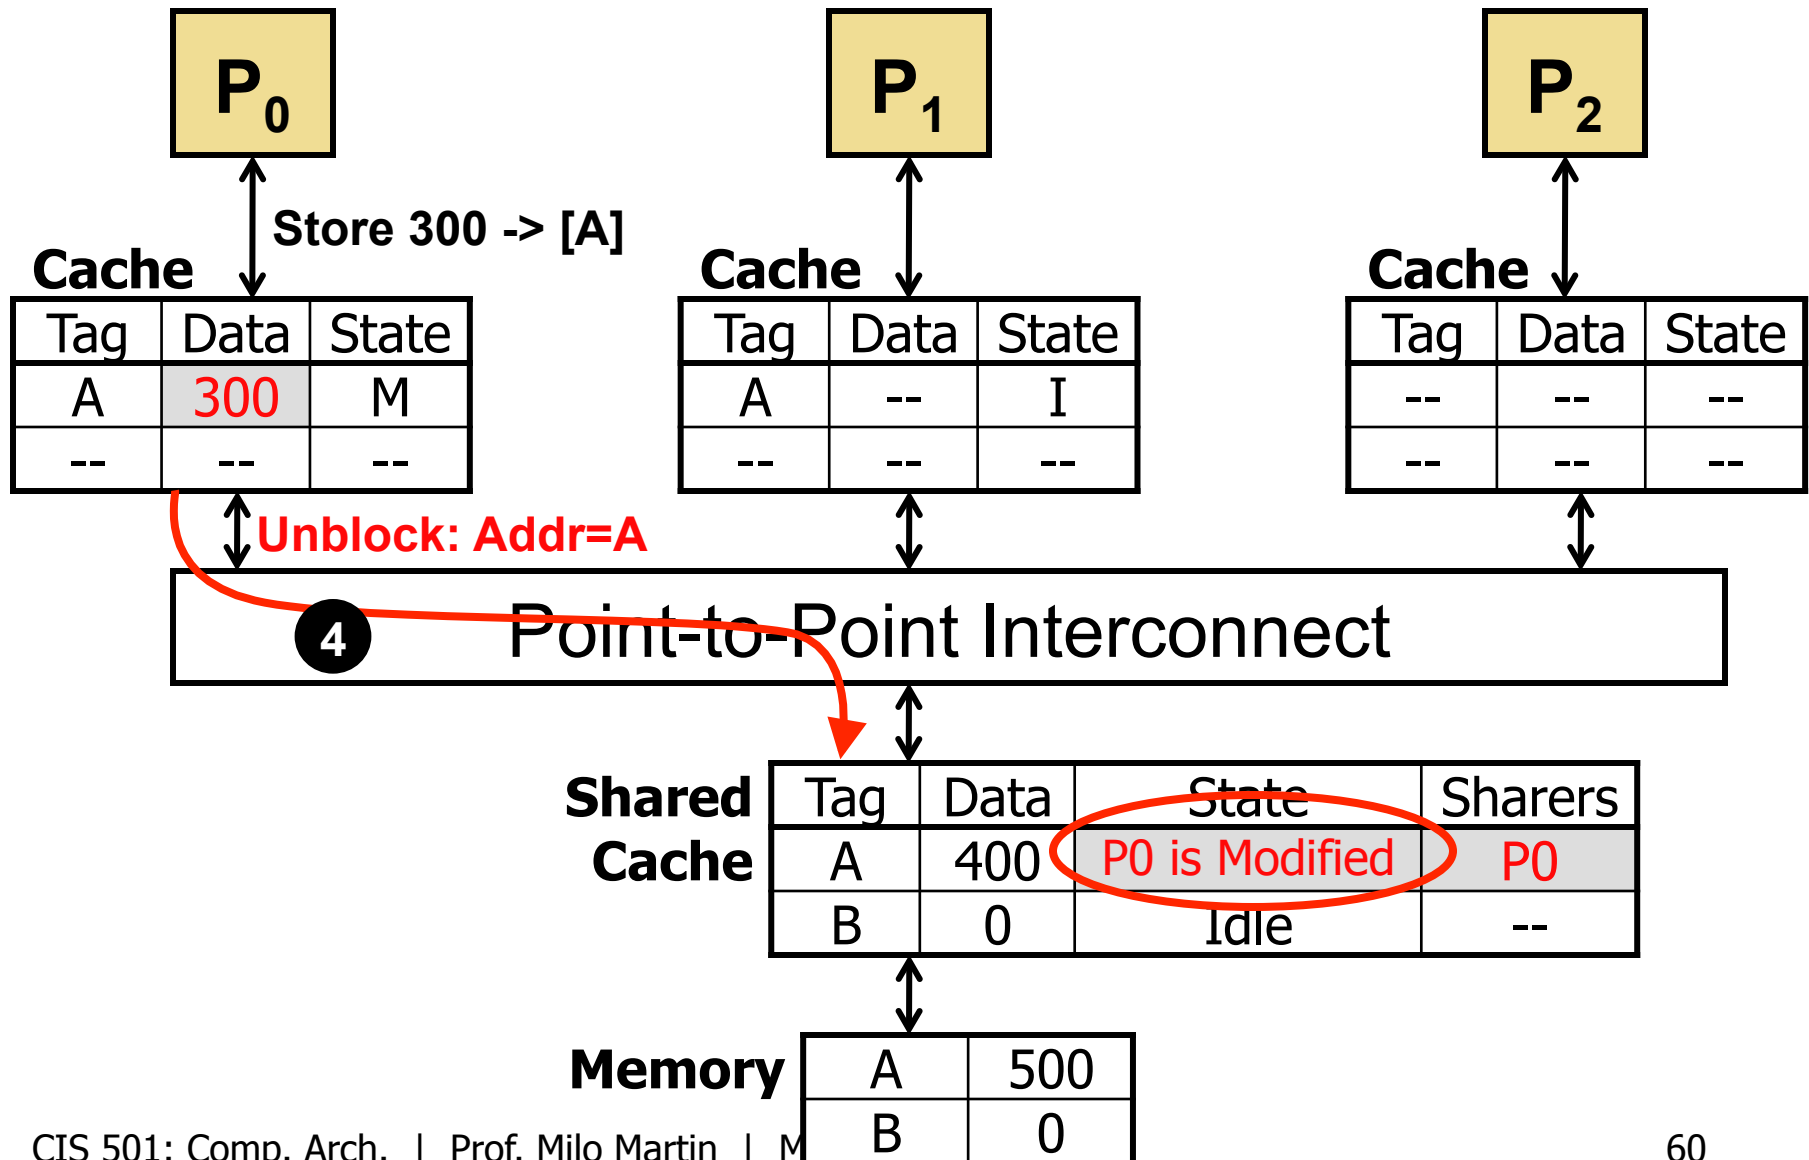 P0 P1 P2
Store 300 -> [A]
Cache Cache Cache
Tag Data State Tag Data State Tag Data State
A 300 M A -- I -- -- --
-- -- -- -- -- -- -- -- --
Unblock: Addr=A
4 Point-to-Point Interconnect
Shared Tag Data State Sharers
Cache A 400 P0 is Modified P0
B 0 Idle --
Memory A 500
B 0
CIS 501: Comp. Arch. | Prof. Milo Martin | M 60